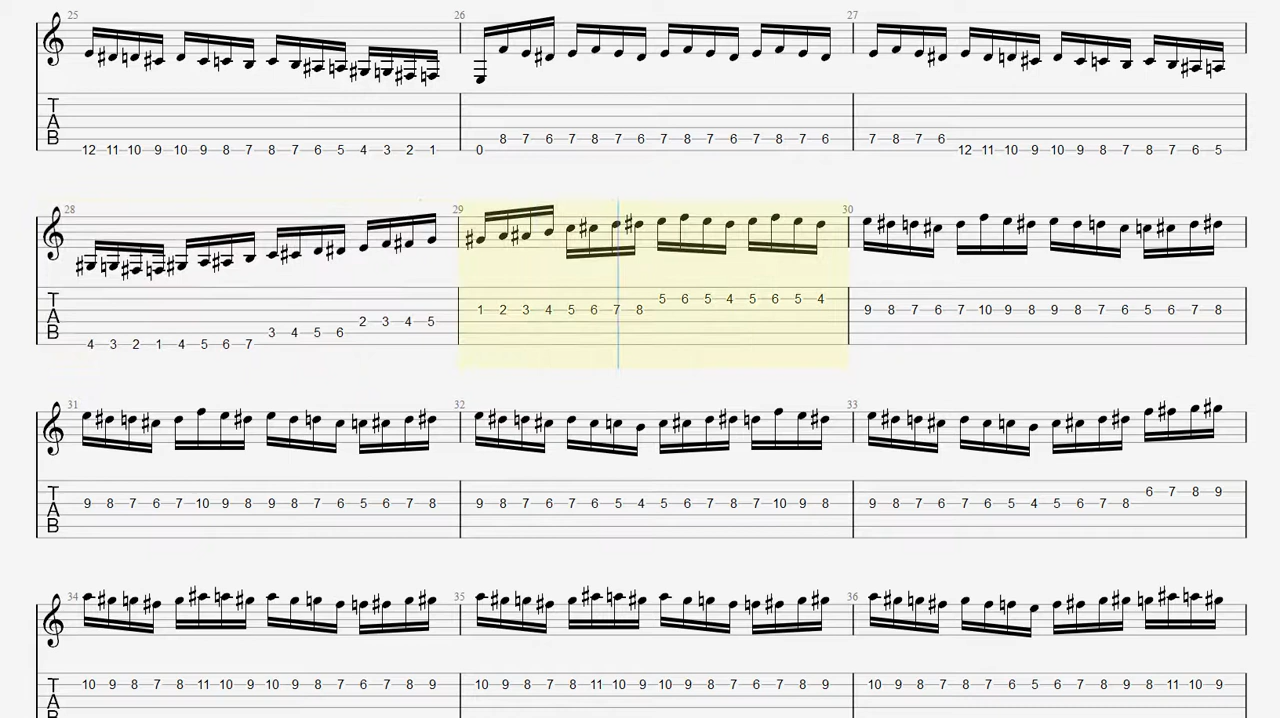 25 26 27
T
A
B
8 7 6 7 8 7 6 7 8 7 6 7 8 7 6 7 8 7 6
12 11 10 9 10 9 8 7 8 7 6 5 4 3 2 1 0 12 11 10 9 10 9 8 7 8 7 6 5
28 29 30
T
A
B
5 6 5 4 5 6 5 4
1 2 3 4 5 6 7 8 9 8 7 6 7 10 9 8 9 8 7 6 5 6 7 8
2 3 4 5
3 4 5 6
4 3 2 1 4 5 6 7
31 32 33
T
A
B
6 7 8 9
9 8 7 6 7 10 9 8 9 8 7 6 5 6 7 8 9 8 7 6 7 6 5 4 5 6 7 8 7 10 9 8 9 8 7 6 7 6 5 4 5 6 7 8
34 35 36
T
10 9 8 7 8 11 10 9 10 9 8 7 6 7 8 9 10 9 8 7 8 11 10 9 10 9 8 7 6 7 8 9 10 9 8 7 8 7 6 5 6 7 8 9 8 11 10 9
A